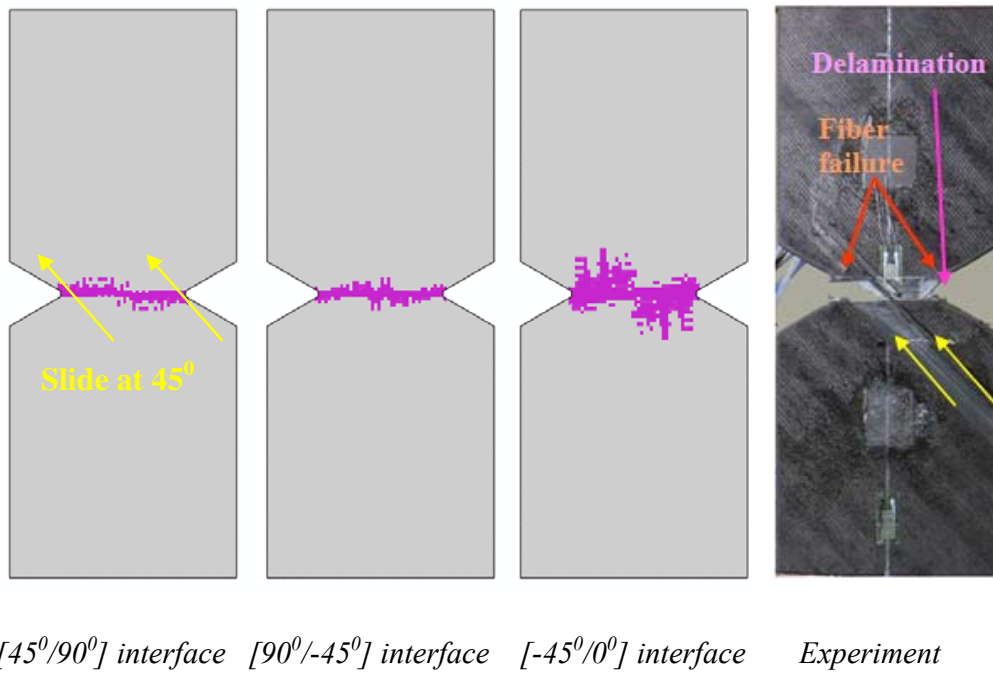 Delamination
Fiber
failure
Slide at 45⁰
[45⁰/90⁰] interface [90⁰/-45⁰] interface [-45⁰/0⁰] interface Experiment